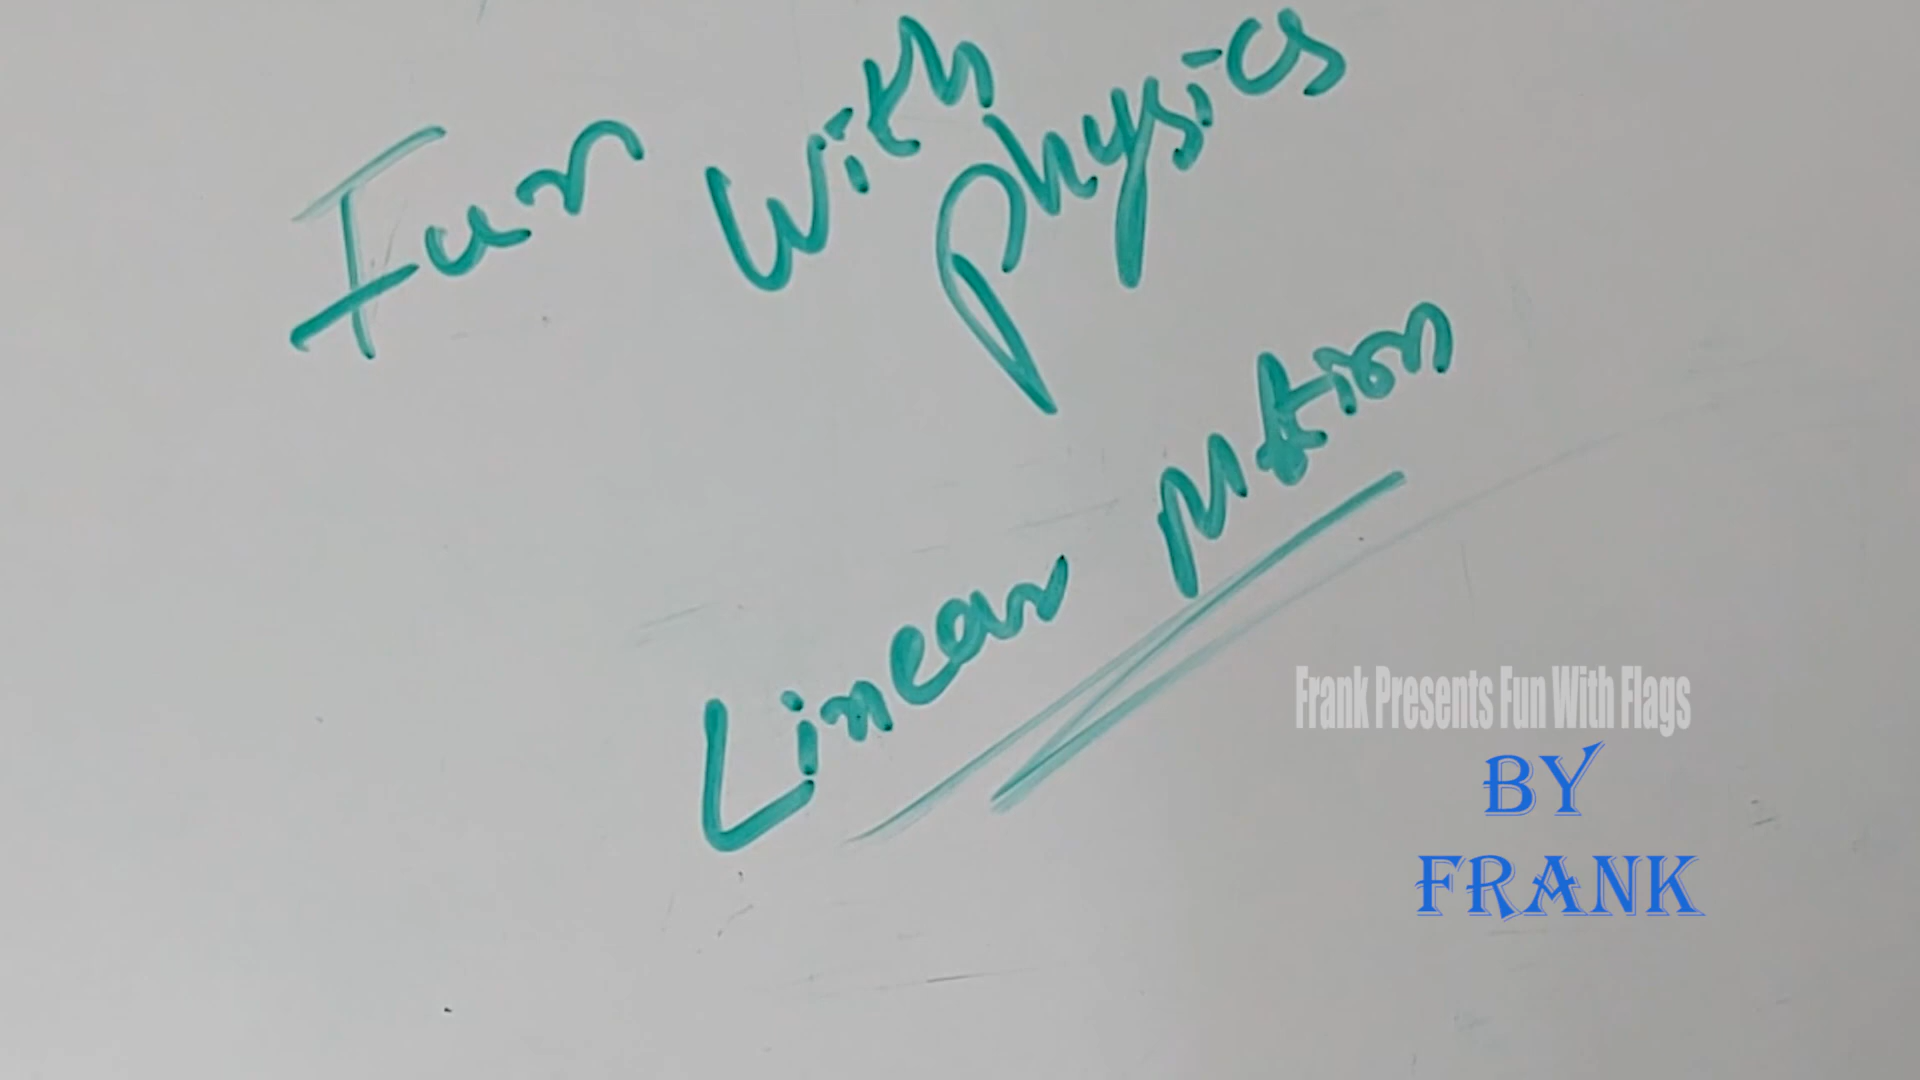 Fun with
physics
Linear Motion
Frank Presents Fun With Flags
BY
FRANK